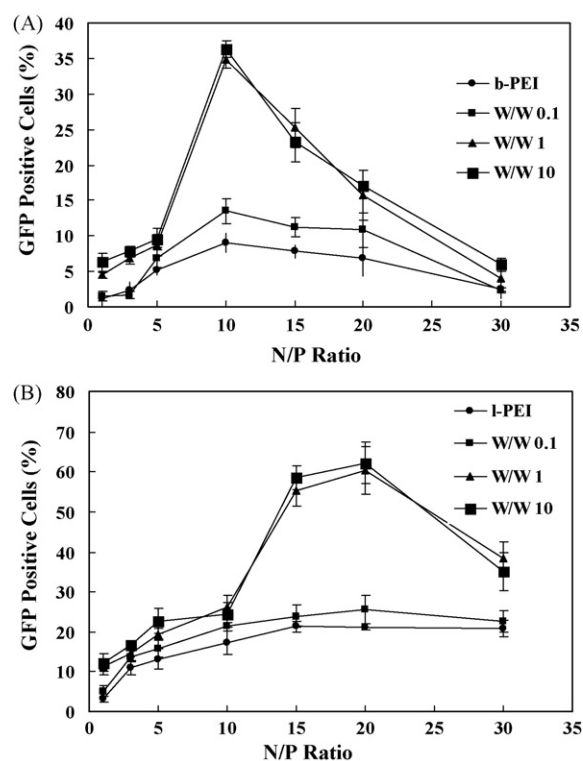 (A)
40
35
30
25
20
15
10
5
0
GFP Positive Cells (%)
b-PEI
W/W 0.1
W/W 1
W/W 10
0 5 10 15 20 25 30 35
N/P Ratio
(B)
80
70
60
50
40
30
20
10
0
GFP Positive Cells (%)
l-PEI
W/W 0.1
W/W 1
W/W 10
0 5 10 15 20 25 30 35
N/P Ratio